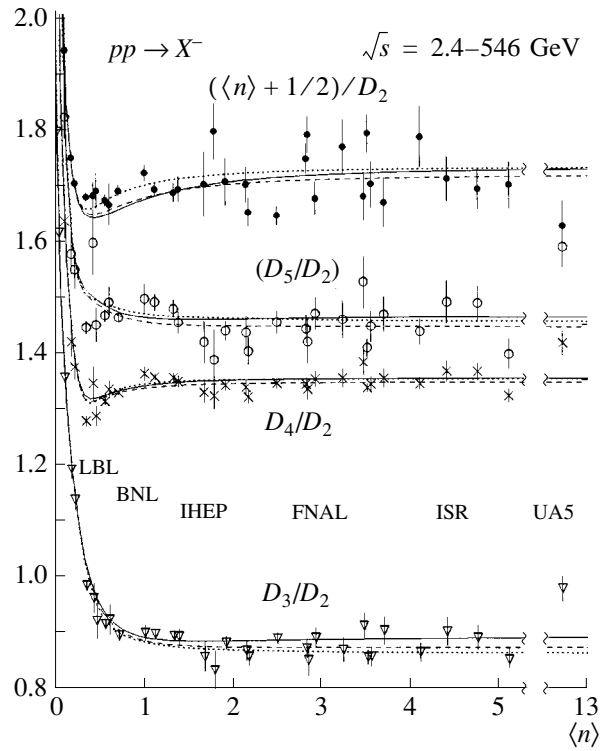 2.0
pp → X⁻
√s = 2.4–546 GeV
(⟨n⟩ + 1/2)/D₂
1.8
1.6
(D₅/D₂)
1.4
D₄/D₂
1.2
LBL
BNL
IHEP
FNAL
ISR
UA5
1.0
D₃/D₂
0.8
0
1
2
3
4
5
13
⟨n⟩